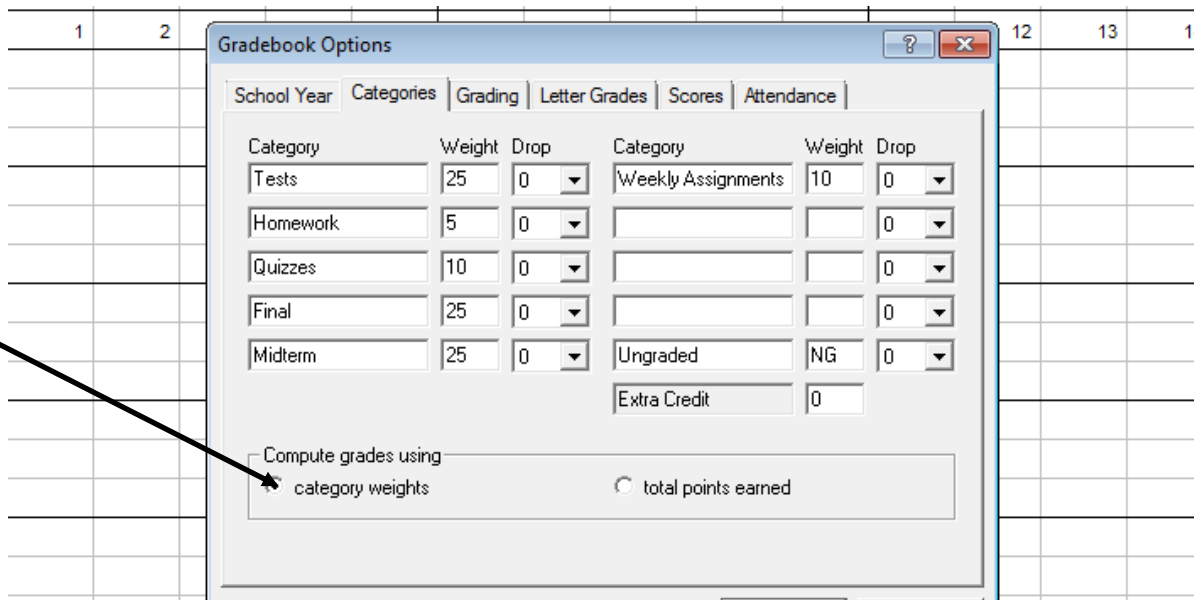 1 2 12 13 1
Gradebook Options ?
School Year Categories Grading Letter Grades Scores Attendance
Category Weight Drop Category Weight Drop
Tests 25 0 Weekly Assignments 10 0
Homework 5 0 0
Quizzes 10 0 0
Final 25 0 0
Midterm 25 0 Ungraded NG 0
Extra Credit 0
Compute grades using
category weights total points earned